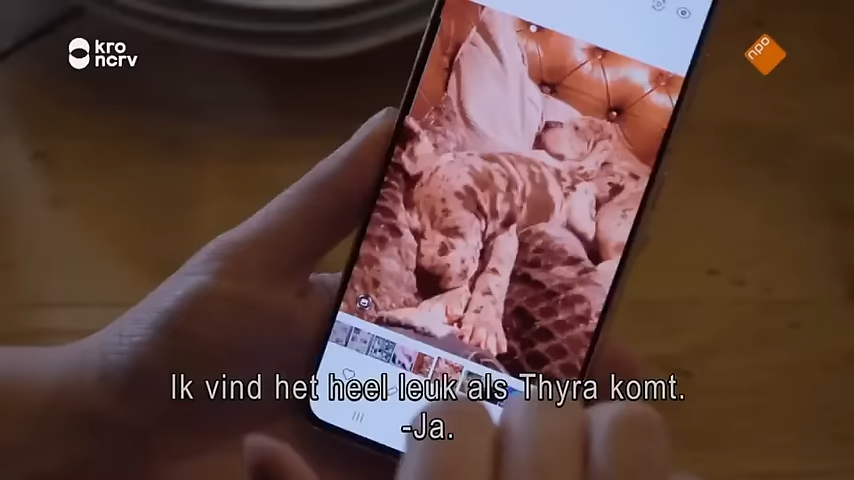 kro
ncrv
npo
Ik vind het heel leuk als Thyra komt.
-Ja.